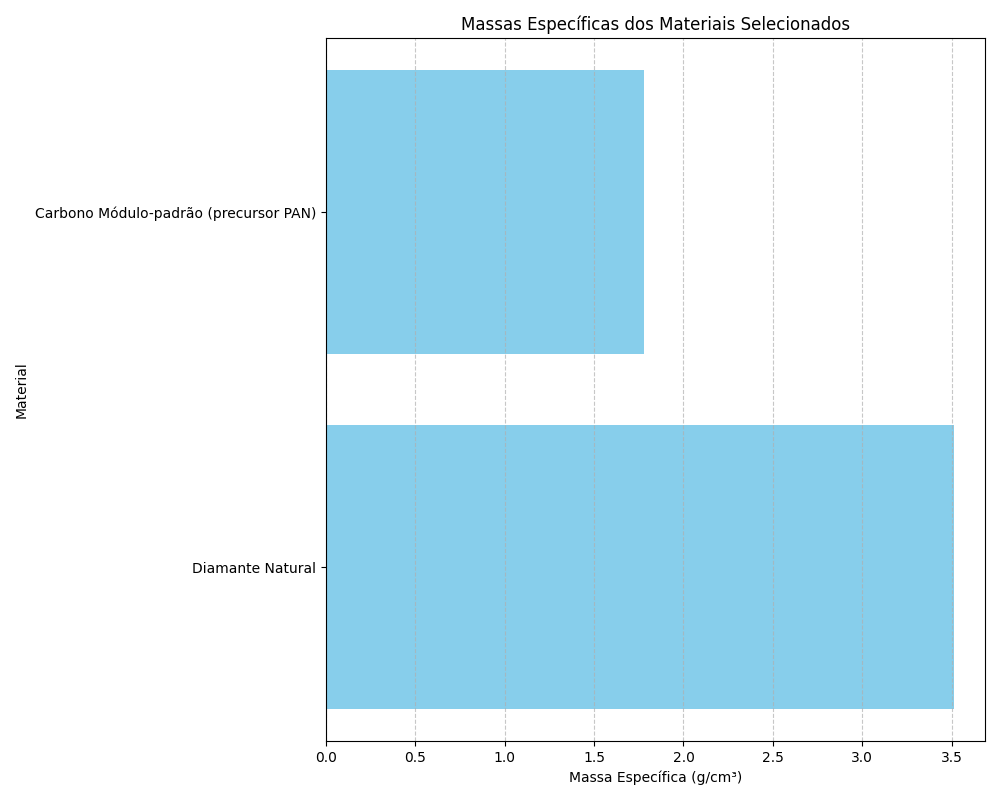 Massas Específicas dos Materiais Selecionados
Material
Carbono Módulo-padrão (precursor PAN)
Diamante Natural
0.0 0.5 1.0 1.5 2.0 2.5 3.0 3.5
Massa Específica (g/cm³)